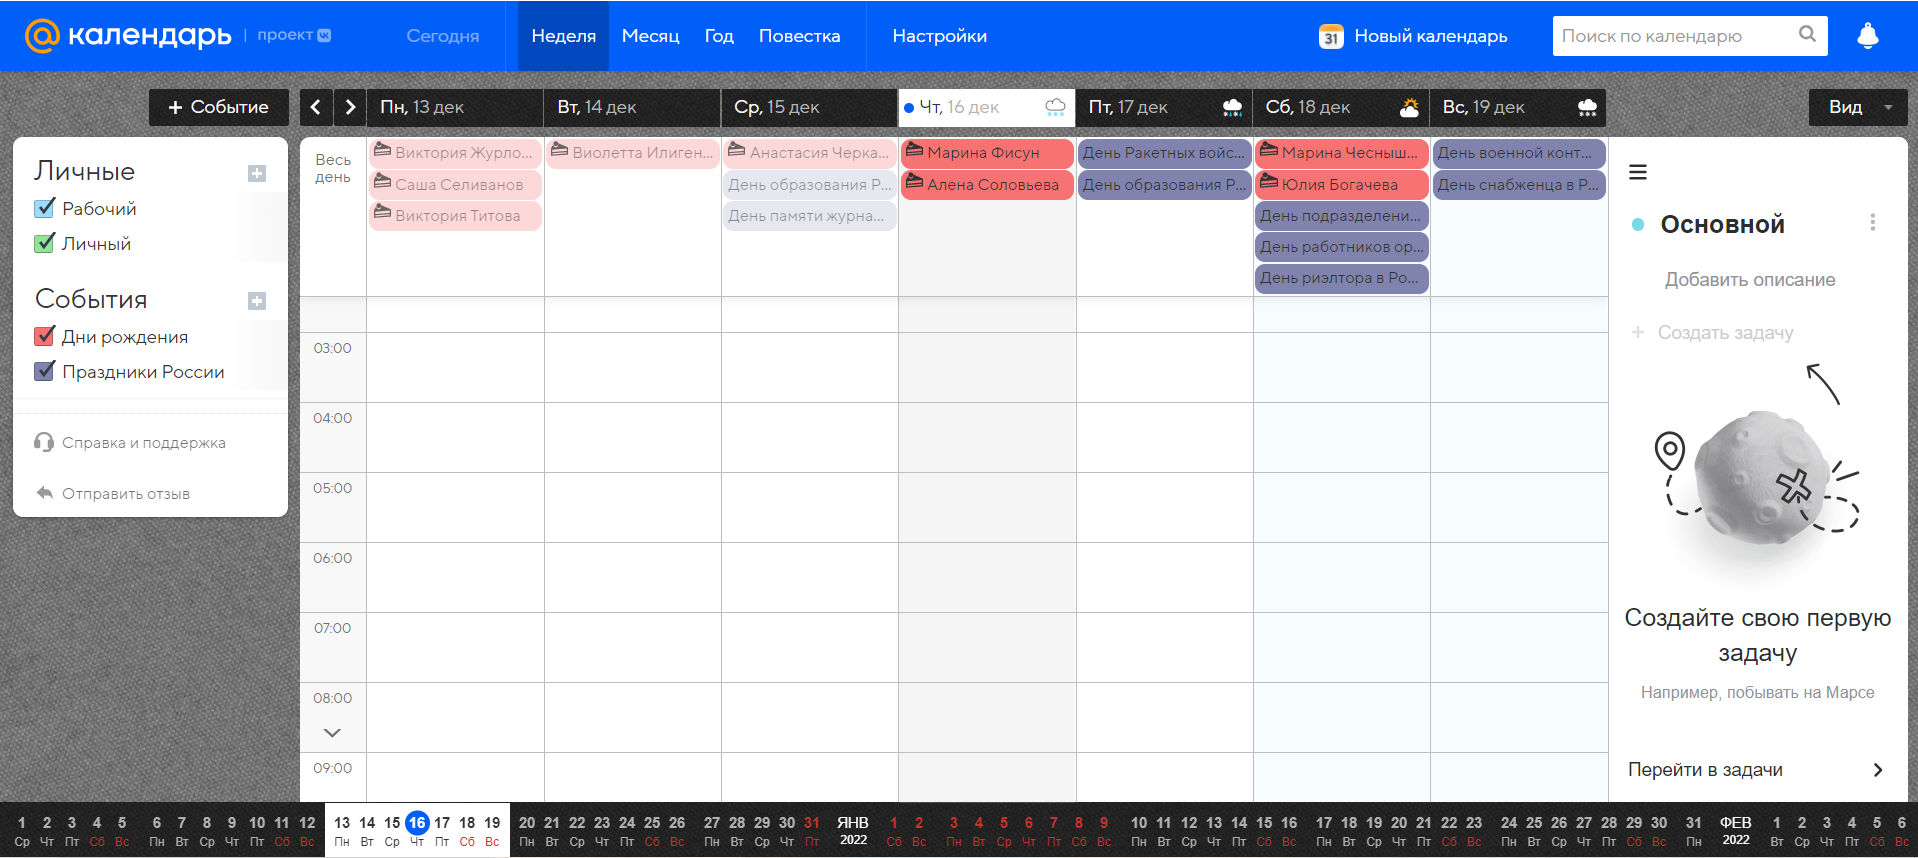 @ календарь | проект
Сегодня Неделя Месяц Год Повестка Настройки 31 Новый календарь Поиск по календарю
+ Событие
Пн, 13 дек Вт, 14 дек Ср, 15 дек Чт, 16 дек Пт, 17 дек Сб, 18 дек Вс, 19 дек
Вид
Личные
Рабочий
Личный
События
Дни рождения
Праздники России
Справка и поддержка
Отправить отзыв
Весь
день
Виктория Журло...
Саша Селиванов
Виктория Титова
Виолетта Илиген...
Анастасия Черка...
День образования Р...
День памяти журна...
Марина Фисун
Алена Соловьева
День Ракетных войс...
День образования Р...
Марина Чесныш...
Юлия Богачева
День подразделени...
День работников ор...
День риэлтора в Ро...
День военной конт...
День снабженца в Р...
03:00
04:00
05:00
06:00
07:00
08:00
09:00
Основной
Добавить описание
+ Создать задачу
Создайте свою первую
задачу
Например, побывать на Марсе
Перейти в задачи
1 2 3 4 5 6 7 8 9 10 11 12 13 14 15 16 17 18 19 20 21 22 23 24 25 26 27 28 29 30 31 ЯНВ 1 2 3 4 5 6 7 8 9 10 11 12 13 14 15 16 17 18 19 20 21 22 23 24 25 26 27 28 29 30 31 ФЕВ 1 2 3 4 5 6
Ср Чт Пт Сб Вс Пн Вт Ср Чт Пт Сб Вс Пн Вт Ср Чт Пт Сб Вс Пн Вт Ср Чт Пт Сб Вс Пн Вт Ср Чт Пт 2022 Сб Вс Пн Вт Ср Чт Пт Сб Вс Пн Вт Ср Чт Пт Сб Вс Пн Вт Ср Чт Пт Сб Вс Пн Вт Ср Чт Пт Сб Вс Пн 2022 Вт Ср Чт Пт Сб Вс